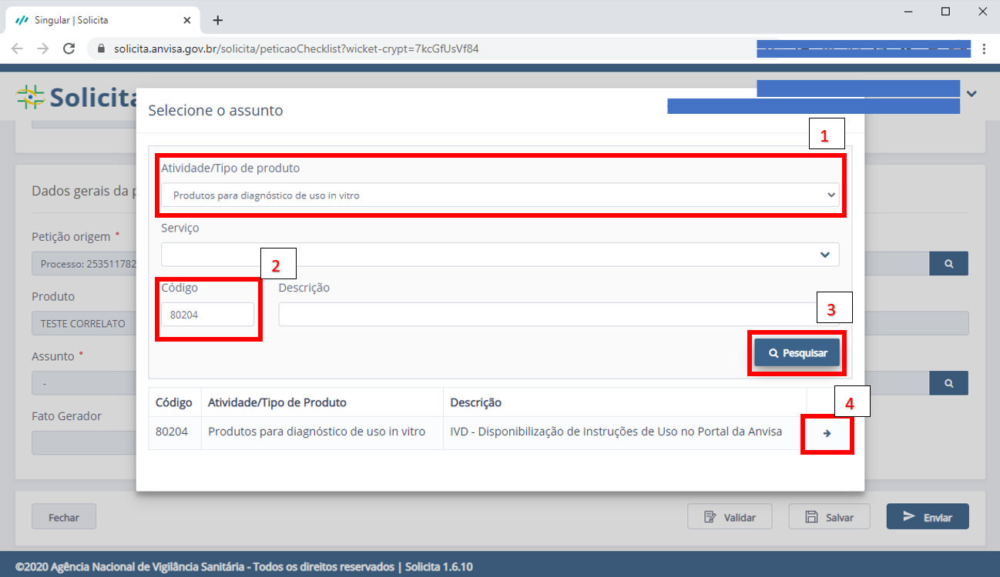 Singular | Solicita
solicita.anvisa.gov.br/solicita/peticaoChecklist?wicket-crypt=7kcGfUsVf84
Solicita
Selecione o assunto
1
Atividade/Tipo de produto
Produtos para diagnóstico de uso in vitro
Serviço
2
Código
Descrição
80204
3
Pesquisar
Código
Atividade/Tipo de Produto
Descrição
4
80204
Produtos para diagnóstico de uso in vitro
IVD - Disponibilização de Instruções de Uso no Portal da Anvisa
Dados gerais da
Petição origem *
Processo: 253511782
Produto
TESTE CORRELATO
Assunto *
-
Fato Gerador
Fechar
Validar
Salvar
Enviar
©2020 Agência Nacional de Vigilância Sanitária - Todos os direitos reservados | Solicita 1.6.10